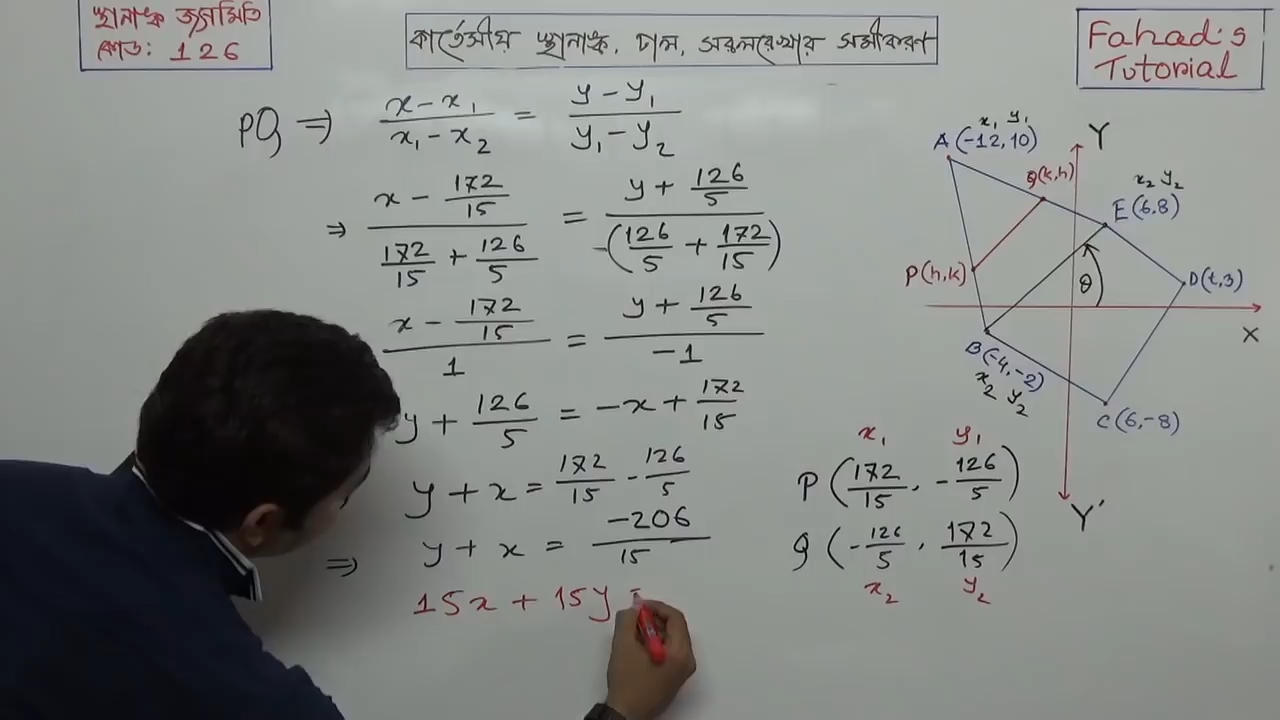 স্থানাঙ্ক জ্যামিতি
কোড: 126
কার্তেসীয় স্থানাঙ্ক, ঢাল, সরলরেখার সমীকরণ
Fahad's
Tutorial
PQ ⇒ (x - x₁)/(x₁ - x₂) = (y - y₁)/(y₁ - y₂)
⇒ (x - 172/15)/(172/15 + 126/5) = (y + 126/5)/(-(126/5 + 172/15))
(x - 172/15)/1 = (y + 126/5)/-1
y + 126/5 = -x + 172/15
y + x = 172/15 - 126/5
⇒ y + x = -206/15
15x + 15y =
x₁ y₁
A (-12, 10)
Y
Q(k, h)
x₂ y₂
E (6, 8)
P(h, k)
θ
D(t, 3)
X
B(-4, -2)
x₂ y₂
C (6, -8)
Y'
x₁ y₁
P (172/15, -126/5)
Q (-126/5, 172/15)
x₂ y₂